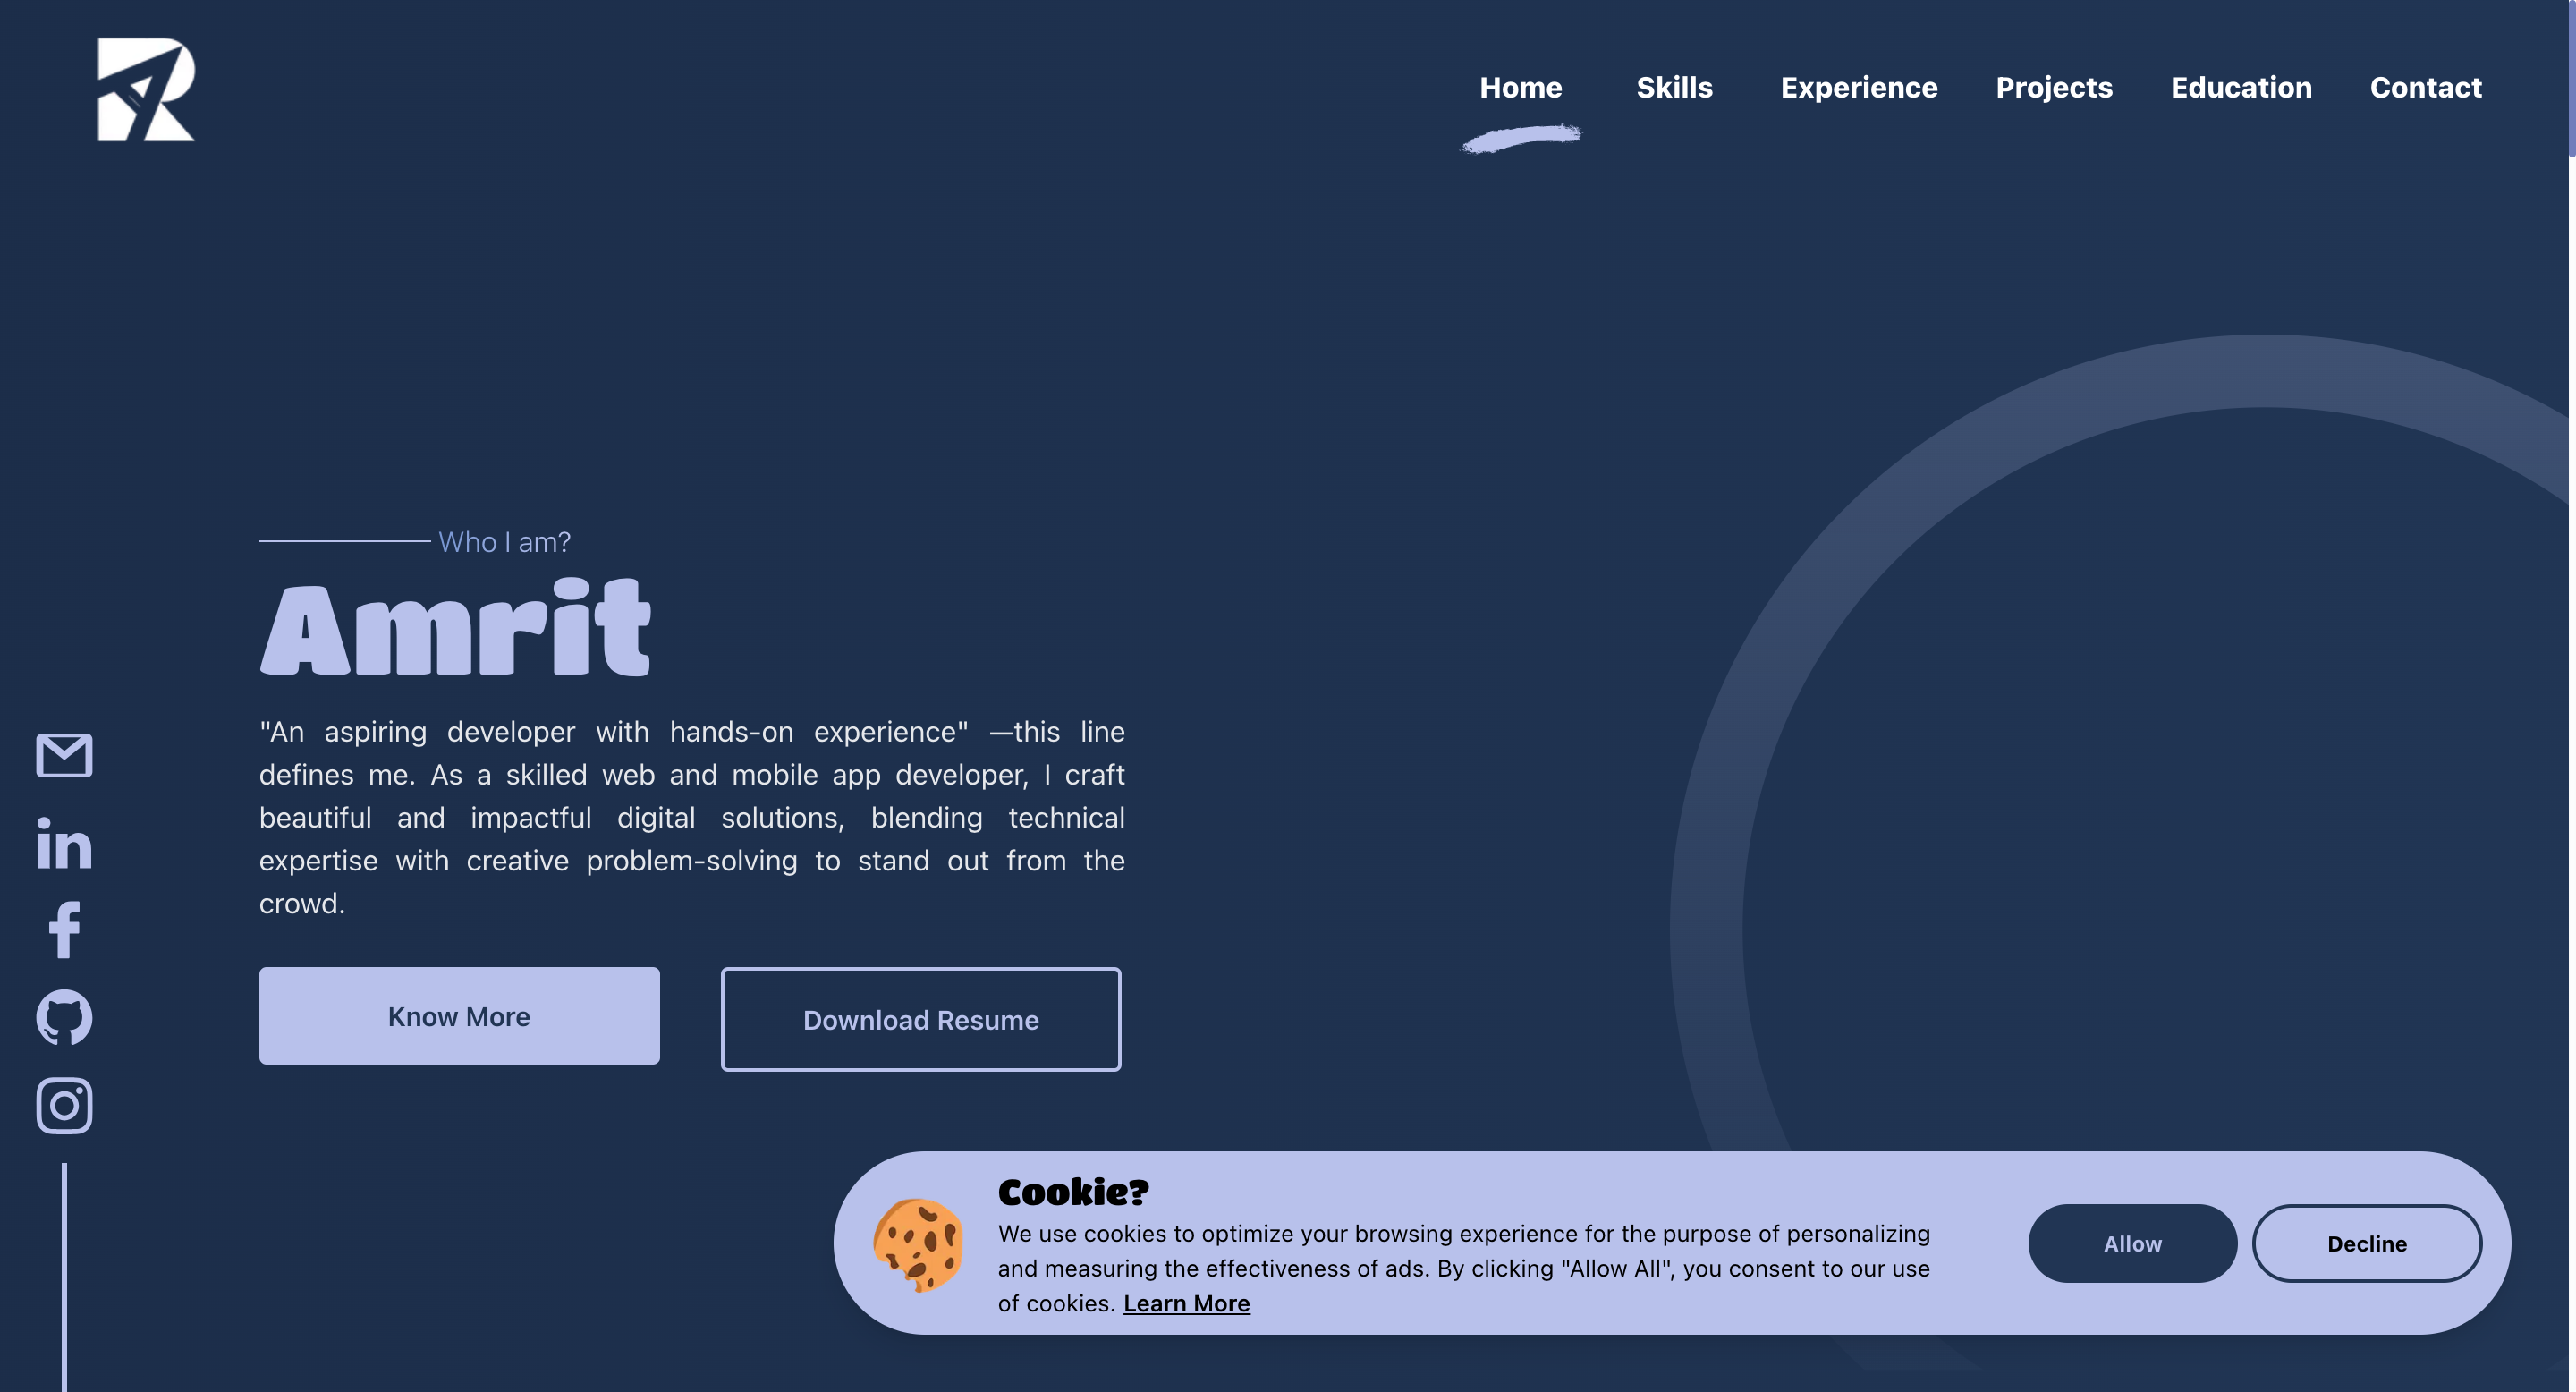 Home Skills Experience Projects Education Contact
Who I am?
Amrit
"An aspiring developer with hands-on experience" —this line
defines me. As a skilled web and mobile app developer, I craft
beautiful and impactful digital solutions, blending technical
expertise with creative problem-solving to stand out from the
crowd.
Know More
Download Resume
Cookie?
We use cookies to optimize your browsing experience for the purpose of personalizing
and measuring the effectiveness of ads. By clicking "Allow All", you consent to our use
of cookies. Learn More
Allow
Decline